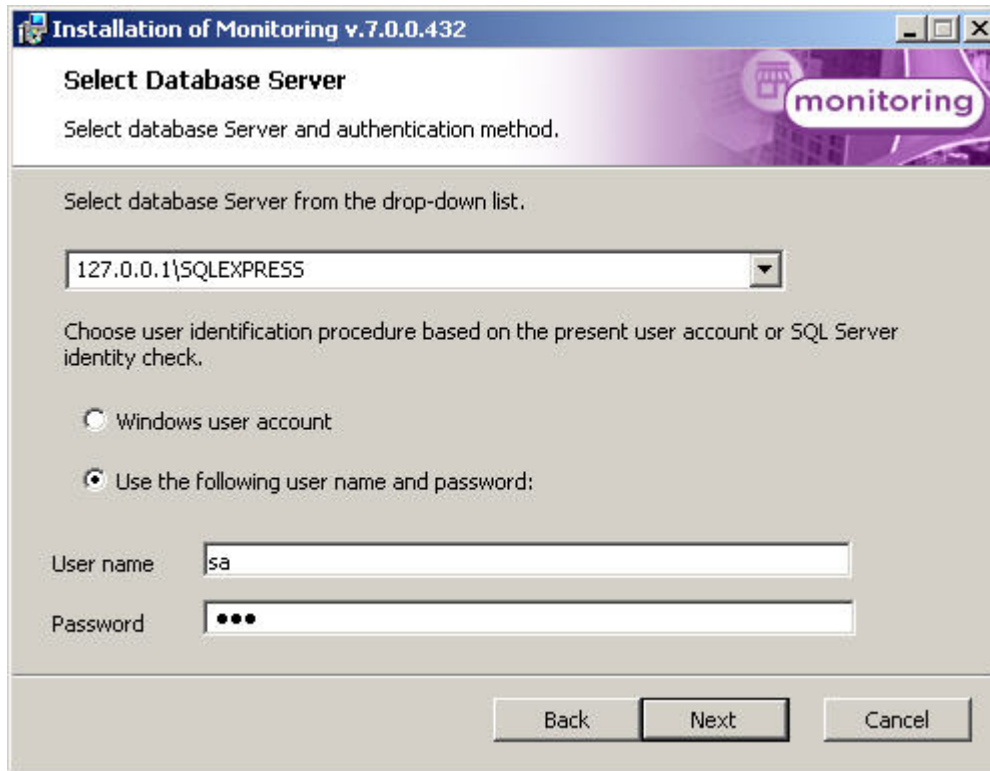 Installation of Monitoring v.7.0.0.432
Select Database Server
monitoring
Select database Server and authentication method.
Select database Server from the drop-down list.
127.0.0.1\SQLEXPRESS
Choose user identification procedure based on the present user account or SQL Server
identity check.
Windows user account
Use the following user name and password:
User name sa
Password •••
Back Next Cancel